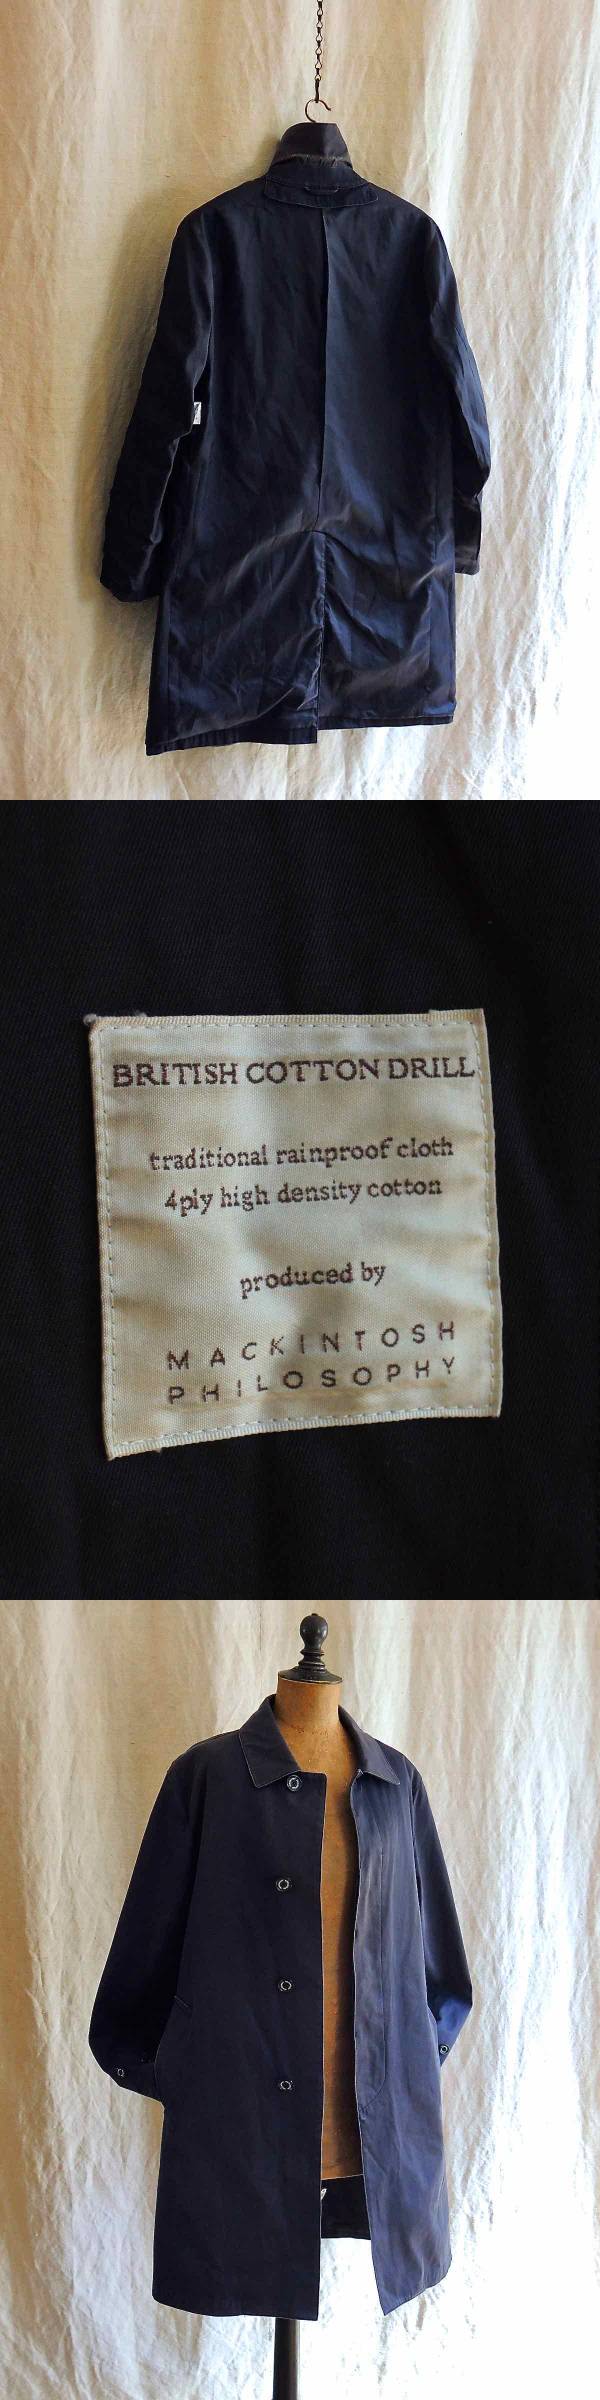 BRITISH COTTON DRILL
traditional rainproof cloth
4ply high density cotton
produced by
MACKINTOSH
PHILOSOPHY